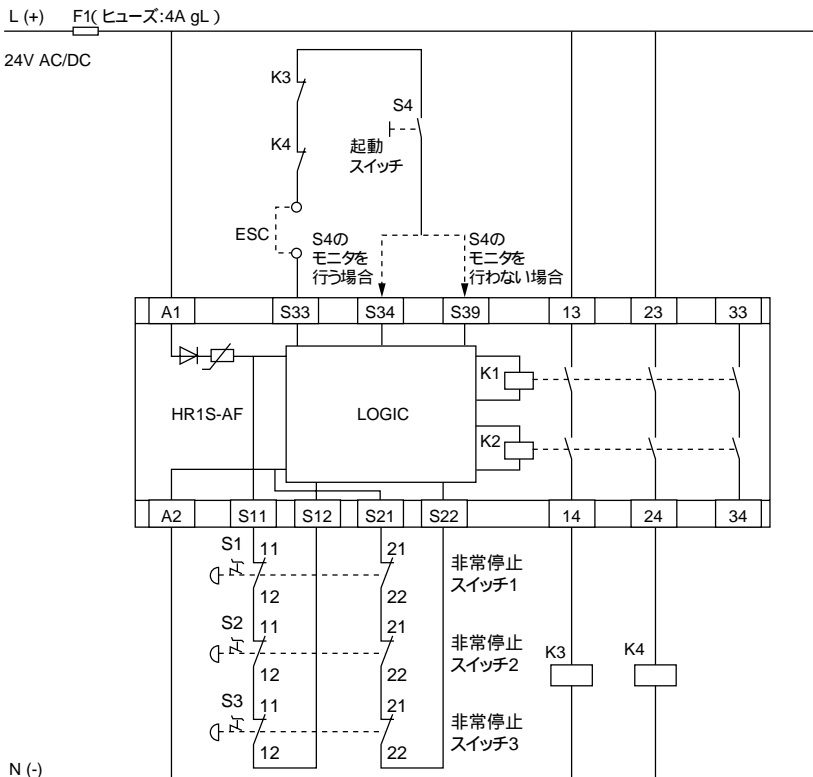 L (+) F1(ヒューズ:4A gL)
24V AC/DC
K3
S4
K4
起動
スイッチ
ESC
S4の
モニタを
行う場合
S4の
モニタを
行わない場合
A1 S33 S34 S39 13 23 33
K1
HR1S-AF
LOGIC
K2
A2 S11 S12 S21 S22 14 24 34
S1 11 21
12 22
非常停止
スイッチ1
S2 11 21
12 22
非常停止
スイッチ2
K3 K4
S3 11 21
12 22
非常停止
スイッチ3
N (-)